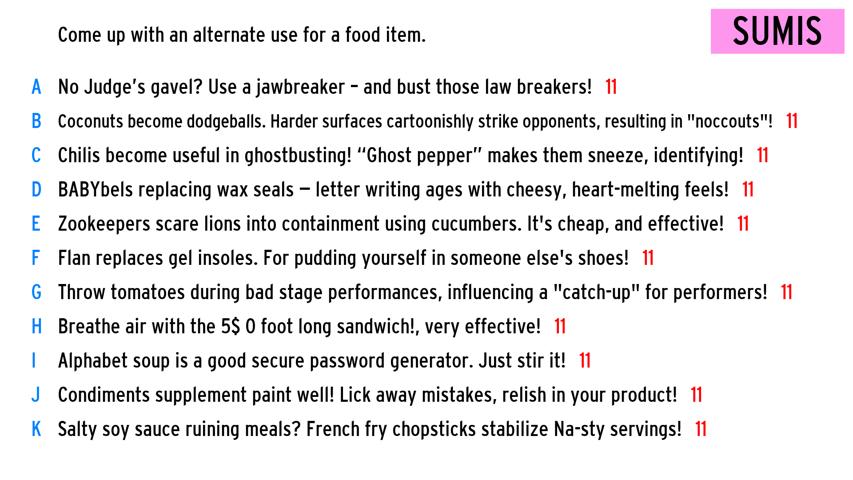 Come up with an alternate use for a food item.
SUMIS
A No Judge's gavel? Use a jawbreaker – and bust those law breakers! 11
B Coconuts become dodgeballs. Harder surfaces cartoonishly strike opponents, resulting in "noccouts"! 11
C Chilis become useful in ghostbusting! “Ghost pepper” makes them sneeze, identifying! 11
D BABYbels replacing wax seals — letter writing ages with cheesy, heart-melting feels! 11
E Zookeepers scare lions into containment using cucumbers. It's cheap, and effective! 11
F Flan replaces gel insoles. For pudding yourself in someone else's shoes! 11
G Throw tomatoes during bad stage performances, influencing a "catch-up" for performers! 11
H Breathe air with the 5$ 0 foot long sandwich!, very effective! 11
I Alphabet soup is a good secure password generator. Just stir it! 11
J Condiments supplement paint well! Lick away mistakes, relish in your product! 11
K Salty soy sauce ruining meals? French fry chopsticks stabilize Na-sty servings! 11